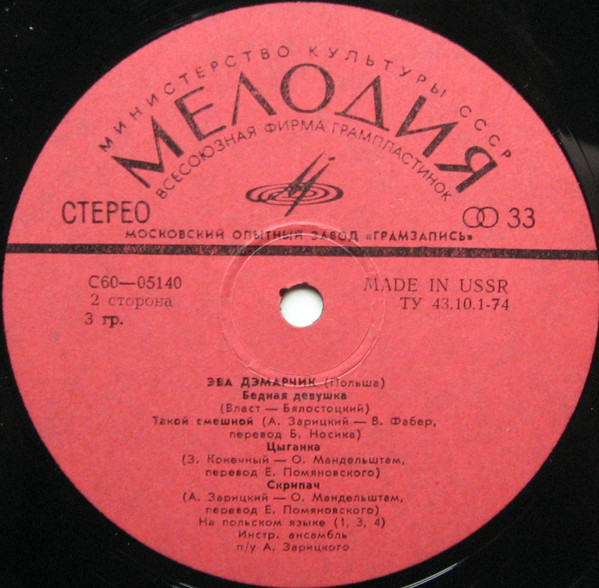 МИНИСТЕРСТВО КУЛЬТУРЫ СССР
МЕЛОДИЯ
ВСЕСОЮЗНАЯ ФИРМА ГРАМПЛАСТИНОК
СТЕРЕО
33
МОСКОВСКИЙ ОПЫТНЫЙ ЗАВОД «ГРАМЗАПИСЬ»
С60—05140
MADE IN USSR
2 сторона
ТУ 43.10.1-74
3 гр.
ЭВА ДЭМАРЧИК (Польша)
Бедная девушка
(Власт — Бялостоцкий)
Такой смешной (А. Зарицкий — В. Фабер,
перевод Б. Носика)
Цыганка
(З. Конечный — О. Мандельштам,
перевод Е. Помяновского)
Скрипач
(А. Зарицкий — О. Мандельштам,
перевод Е. Помяновского)
На польском языке (1, 3, 4)
Инстр. ансамбль
п/у А. Зарицкого